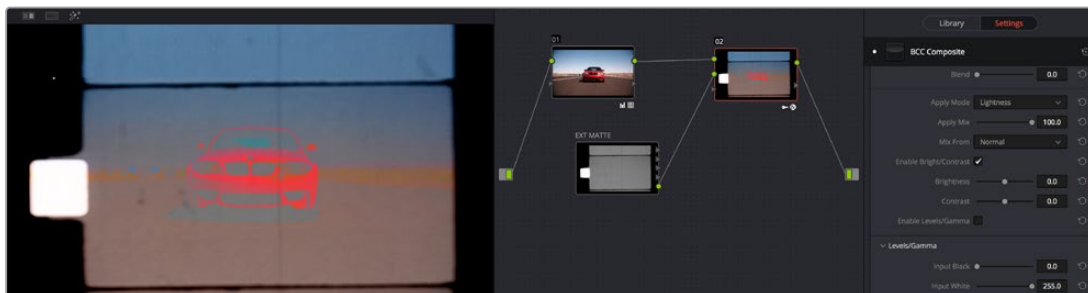 Library Settings
BCC Composite
Blend 0.0
Apply Mode Lightness
Apply Mix 100.0
Mix From Normal
Enable Bright/Contrast
Brightness 0.0
Contrast 0.0
Enable Levels/Gamma
Levels/Gamma
Input Black 0.0
Input White 255.0
01
02
EXT MATTE